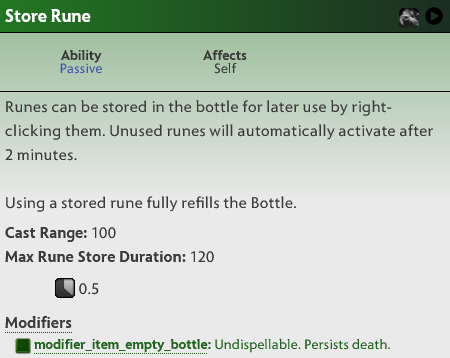 Store Rune
Ability
Passive
Affects
Self
Runes can be stored in the bottle for later use by right-
clicking them. Unused runes will automatically activate after
2 minutes.
Using a stored rune fully refills the Bottle.
Cast Range: 100
Max Rune Store Duration: 120
0.5
Modifiers
modifier_item_empty_bottle: Undispellable. Persists death.